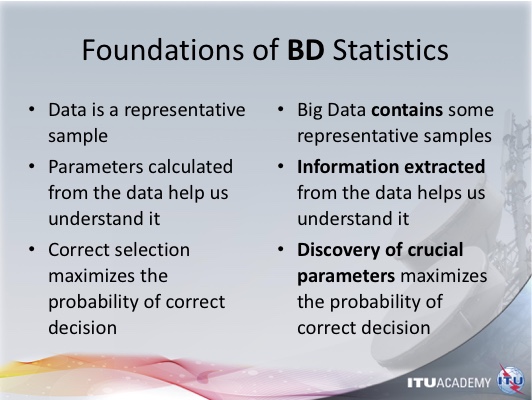 Foundations of BD Statistics
• Data is a representative
sample
• Parameters calculated
from the data help us
understand it
• Correct selection
maximizes the
probability of correct
decision
• Big Data contains some
representative samples
• Information extracted
from the data helps us
understand it
• Discovery of crucial
parameters maximizes
the probability of
correct decision
ITUACADEMY ITU